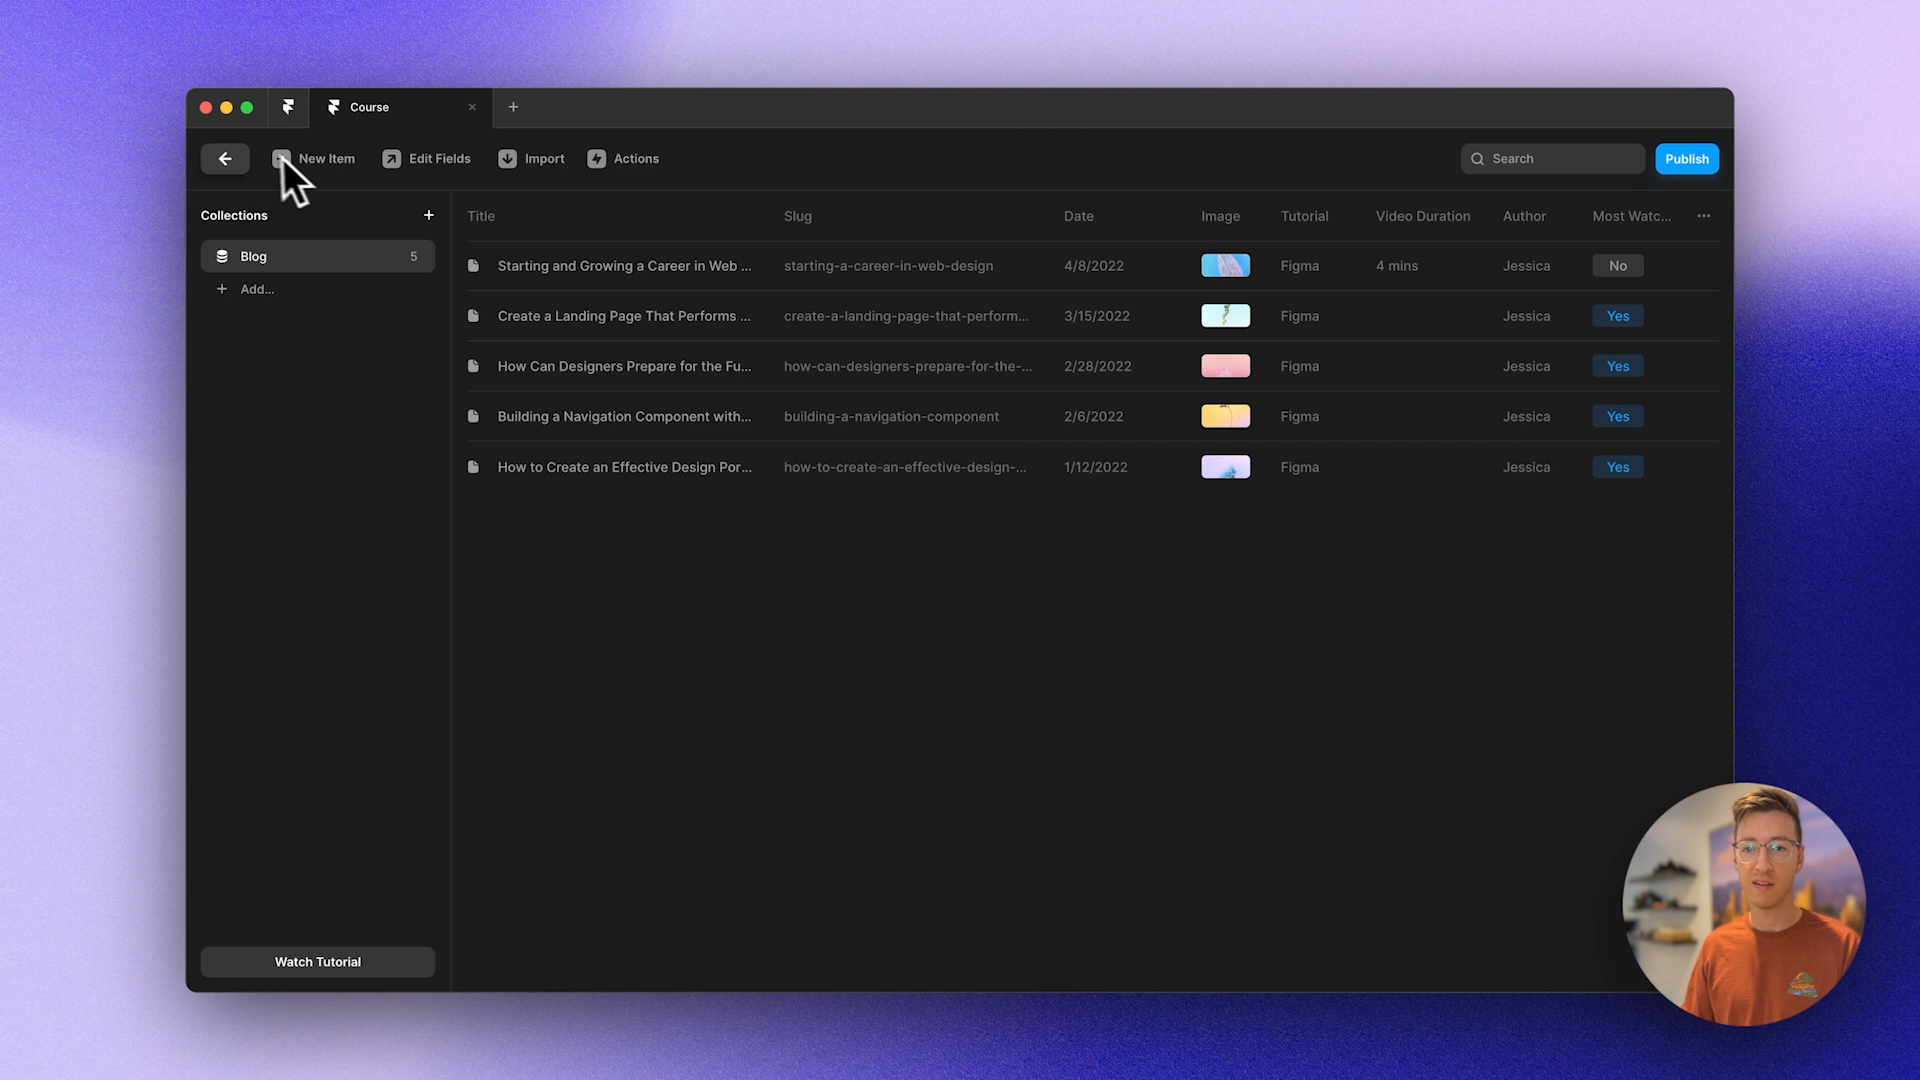 Course
New Item
Edit Fields
Import
Actions
Search
Publish
Collections
Title Slug Date Image Tutorial Video Duration Author Most Watc...
Blog 5
Add...
Starting and Growing a Career in Web ... starting-a-career-in-web-design 4/8/2022 Figma 4 mins Jessica No
Create a Landing Page That Performs ... create-a-landing-page-that-perform... 3/15/2022 Figma Jessica Yes
How Can Designers Prepare for the Fu... how-can-designers-prepare-for-the-... 2/28/2022 Figma Jessica Yes
Building a Navigation Component with... building-a-navigation-component 2/6/2022 Figma Jessica Yes
How to Create an Effective Design Por... how-to-create-an-effective-design-... 1/12/2022 Figma Jessica Yes
Watch Tutorial